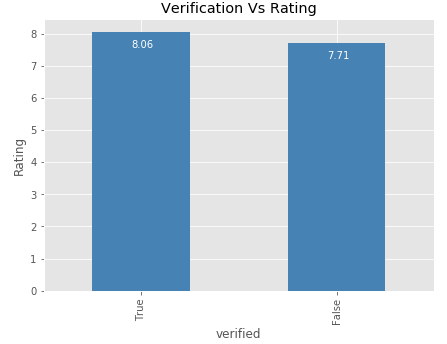 Verification Vs Rating
8
7
6
5
4
3
2
1
0
Rating
8.06
7.71
True
False
verified